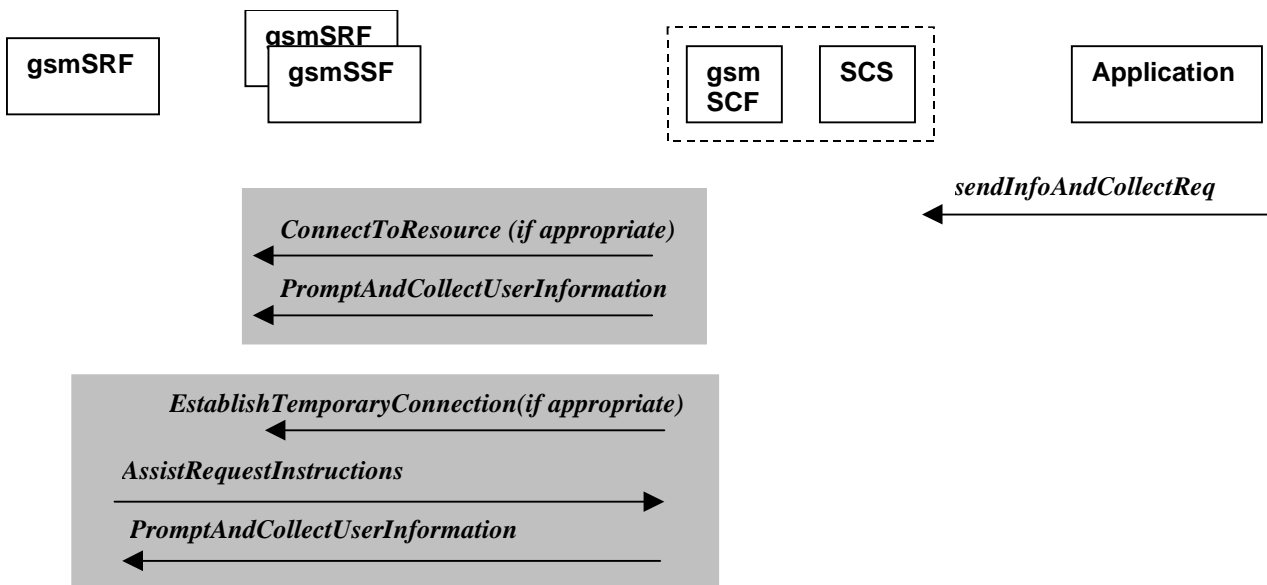 gsmSRF
gsmSRF
gsmSSF
gsm
SCF
SCS
Application
sendInfoAndCollectReq
ConnectToResource (if appropriate)
PromptAndCollectUserInformation
EstablishTemporaryConnection(if appropriate)
AssistRequestInstructions
PromptAndCollectUserInformation